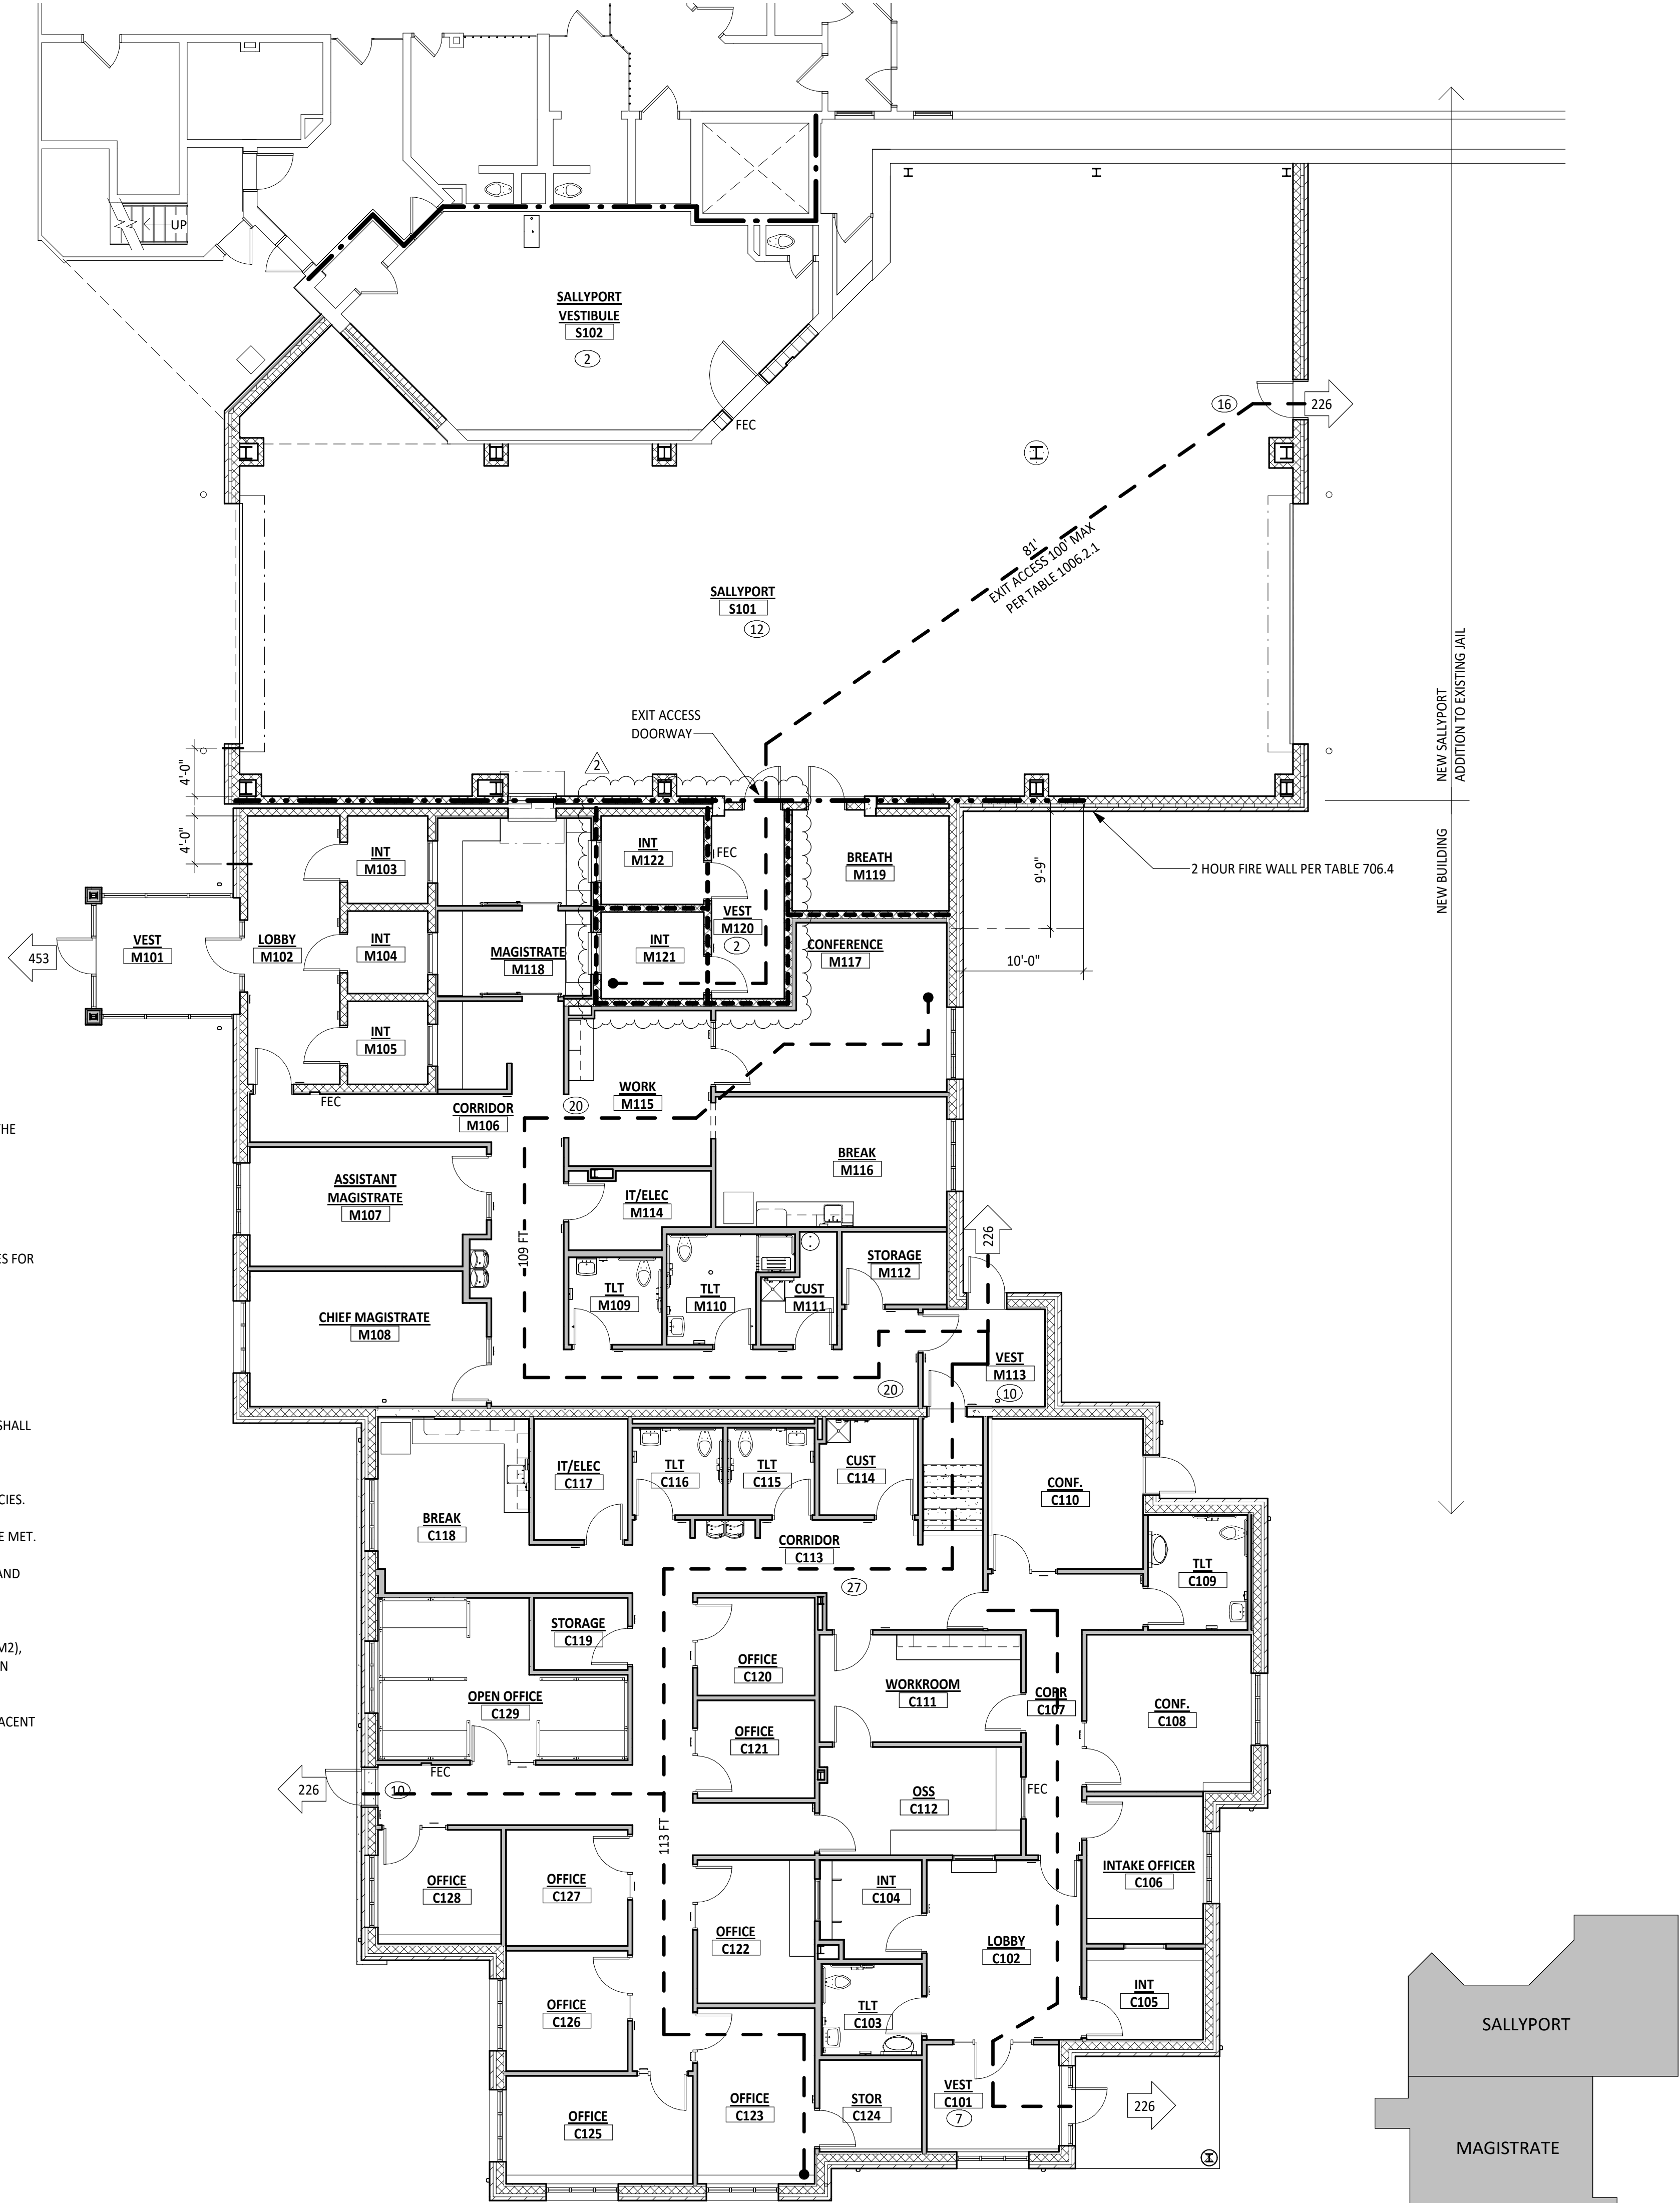 UP
SALLYPORT
VESTIBULE
S102
2
FEC
16
226
81'
EXIT ACCESS 100' MAX
PER TABLE 1006.2.1
SALLYPORT
S101
12
NEW SALLYPORT
ADDITION TO EXISTING JAIL
NEW BUILDING
EXIT ACCESS
DOORWAY
2
4'-0"
4'-0"
INT
M103
INT
M122
FEC
BREATH
M119
9'-9"
2 HOUR FIRE WALL PER TABLE 706.4
VEST
M101
453
LOBBY
M102
INT
M104
MAGISTRATE
M118
INT
M121
VEST
M120
2
CONFERENCE
M117
10'-0"
INT
M105
FEC
CORRIDOR
M106
20
WORK
M115
THE
BREAK
M116
ASSISTANT
MAGISTRATE
M107
IT/ELEC
M114
109 FT
226
ES FOR
STORAGE
M112
TLT
M109
TLT
M110
CUST
M111
CHIEF MAGISTRATE
M108
VEST
M113
10
20
SHALL
IT/ELEC
C117
TLT
C116
TLT
C115
CUST
C114
CONF.
C110
CIES.
BREAK
C118
E MET.
CORRIDOR
C113
TLT
C109
AND
27
STORAGE
C119
M2),
N
OFFICE
C120
WORKROOM
C111
CORR
C107
CONF.
C108
OPEN OFFICE
C129
ACENT
OFFICE
C121
FEC
226
10
OSS
C112
FEC
113 FT
INTAKE OFFICER
C106
OFFICE
C128
OFFICE
C127
INT
C104
OFFICE
C122
LOBBY
C102
INT
C105
OFFICE
C126
TLT
C103
SALLYPORT
OFFICE
C125
OFFICE
C123
STOR
C124
VEST
C101
7
226
MAGISTRATE